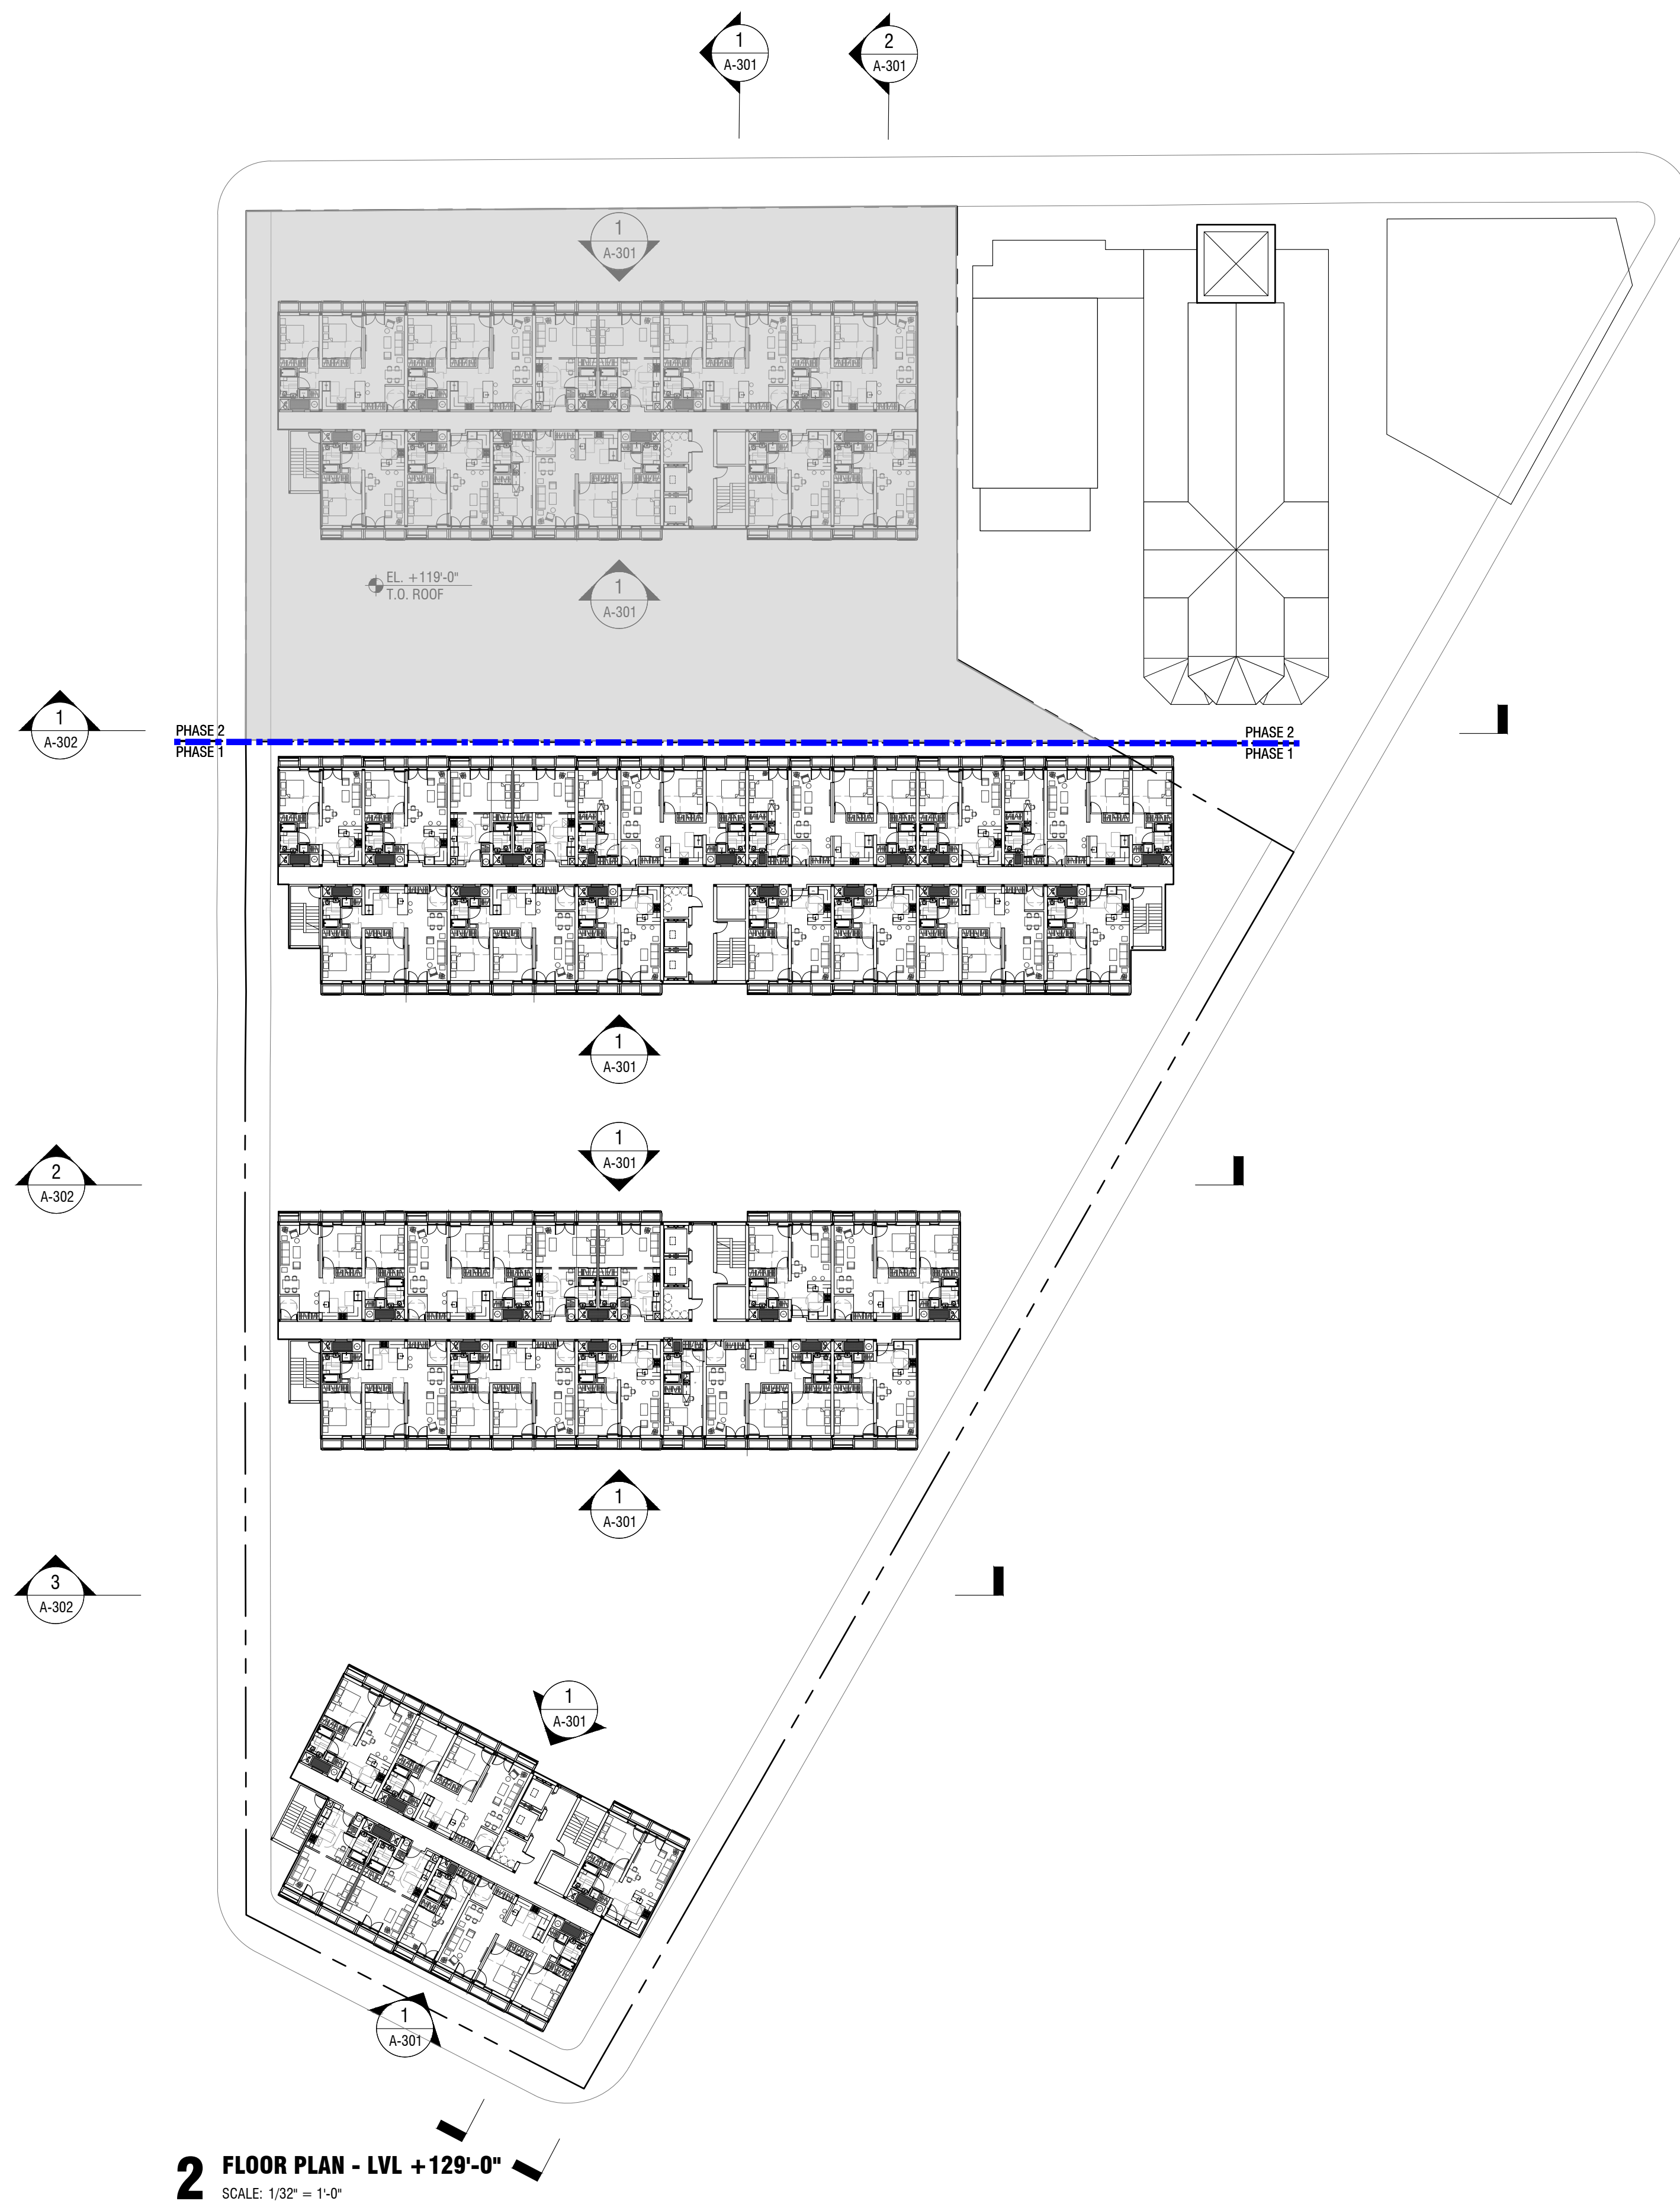 1
A-301
2
A-301
1
A-301
EL. +119'-0"
T.O. ROOF
1
A-301
1
A-302
PHASE 2
PHASE 1
PHASE 2
PHASE 1
1
A-301
1
A-301
2
A-302
1
A-301
3
A-302
1
A-301
1
A-301
2
FLOOR PLAN - LVL +129'-0"
SCALE: 1/32" = 1'-0"